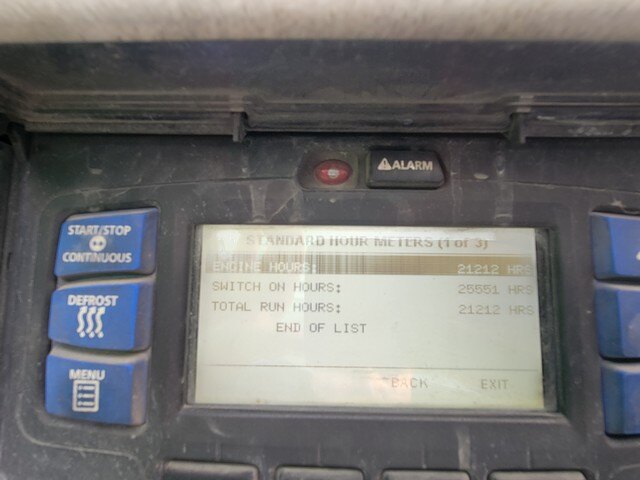 ALARM
START/STOP
CONTINUOUS
DEFROST
MENU
STANDARD HOUR METERS (1 of 3)
ENGINE HOURS: 21212 HRS
SWITCH ON HOURS: 25551 HRS
TOTAL RUN HOURS: 21212 HRS
END OF LIST
BACK EXIT